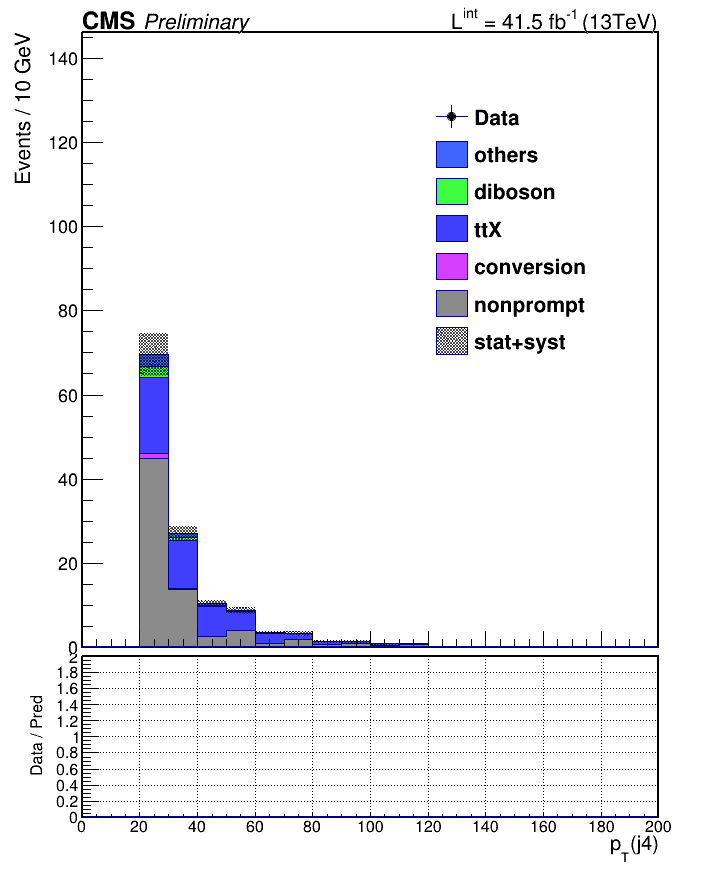 CMS Preliminary
L^int = 41.5 fb^-1 (13TeV)
Events / 10 GeV
140
120
100
80
60
40
20
0
Data
others
diboson
ttX
conversion
nonprompt
stat+syst
Data / Pred
2
1.8
1.6
1.4
1.2
1
0.8
0.6
0.4
0.2
0
0 20 40 60 80 100 120 140 160 180 200
p_T(j4)